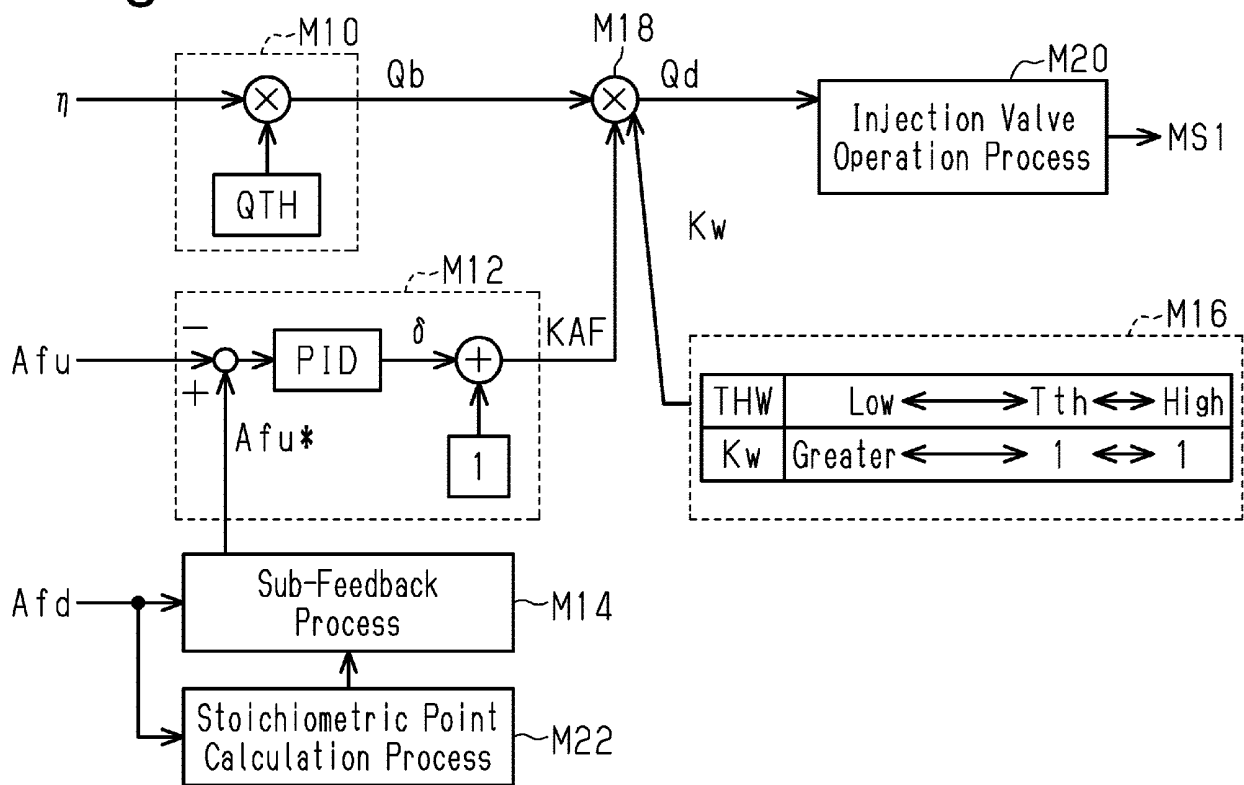 M10
M18
Qb
Qd
M20
η
×
×
Injection Valve
Operation Process
MS1
QTH
Kw
M12
M16
−
δ
KAF
Afu
PID
+
+
Afu*
1
THW Low Tth High
Kw Greater 1 1
Afd
Sub-Feedback
Process
M14
Stoichiometric Point
Calculation Process
M22